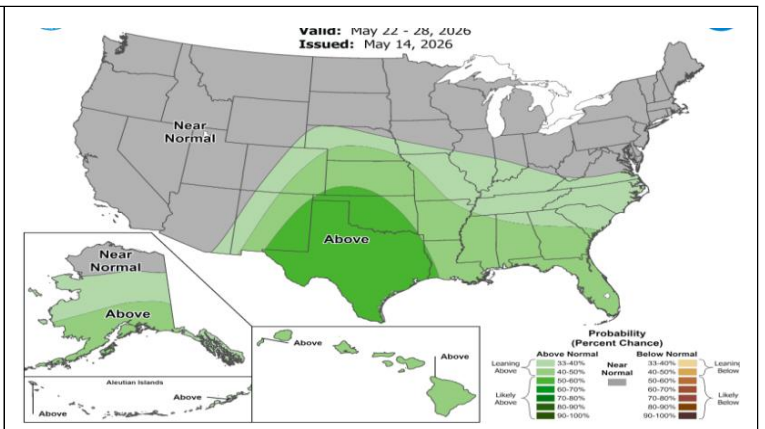 Valid: May 22 - 28, 2026
Issued: May 14, 2026
Near
Normal
Above
Near
Normal
Above
Aleutian Islands
Above
Above
Above
Above
Probability
(Percent Chance)
Above Normal
Below Normal
Leaning
Above
33-40%
40-50%
Likely
Above
50-60%
60-70%
70-80%
80-90%
90-100%
Near
Normal
33-40%
40-50%
Leaning
Below
50-60%
60-70%
70-80%
80-90%
90-100%
Likely
Below